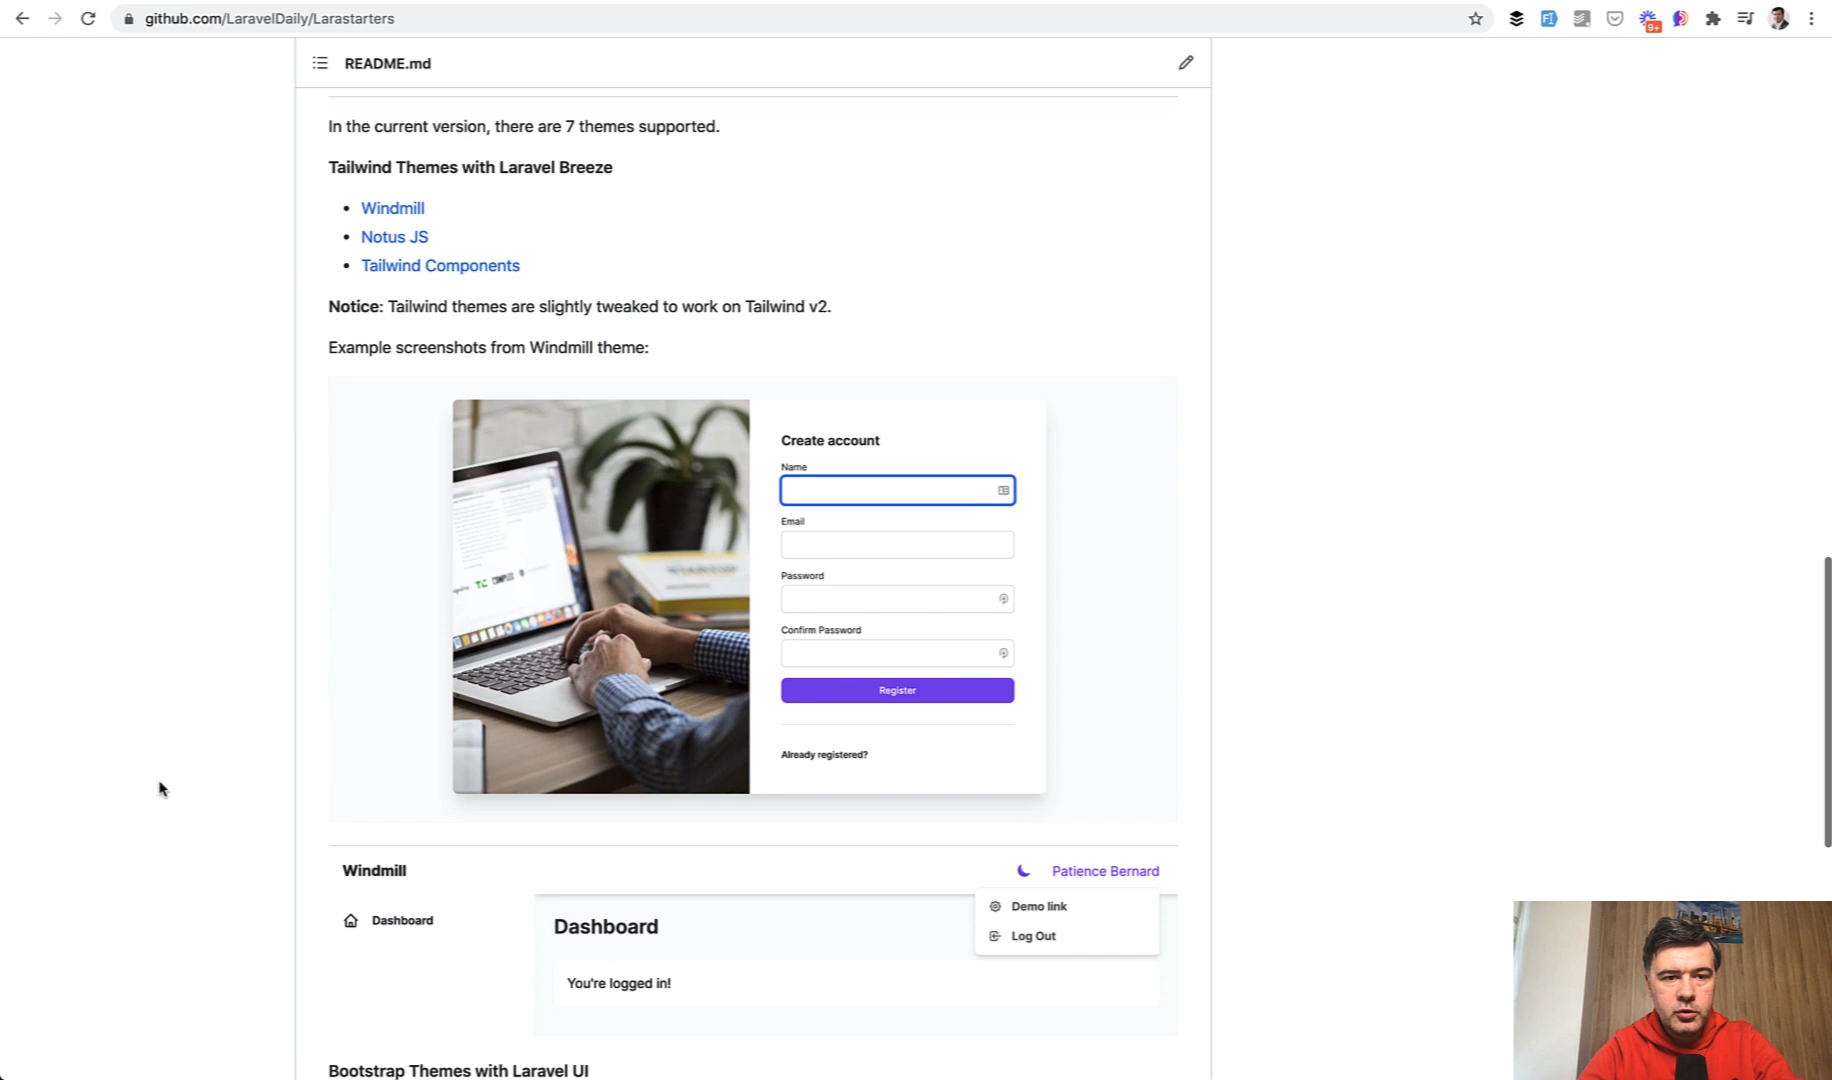 github.com/LaravelDaily/Larastarters
9+
README.md
In the current version, there are 7 themes supported.
Tailwind Themes with Laravel Breeze
Windmill
Notus JS
Tailwind Components
Notice: Tailwind themes are slightly tweaked to work on Tailwind v2.
Example screenshots from Windmill theme:
Create account
Name
Email
Password
Confirm Password
Register
Already registered?
Windmill
Patience Bernard
Demo link
Log Out
Dashboard
Dashboard
You're logged in!
Bootstrap Themes with Laravel UI